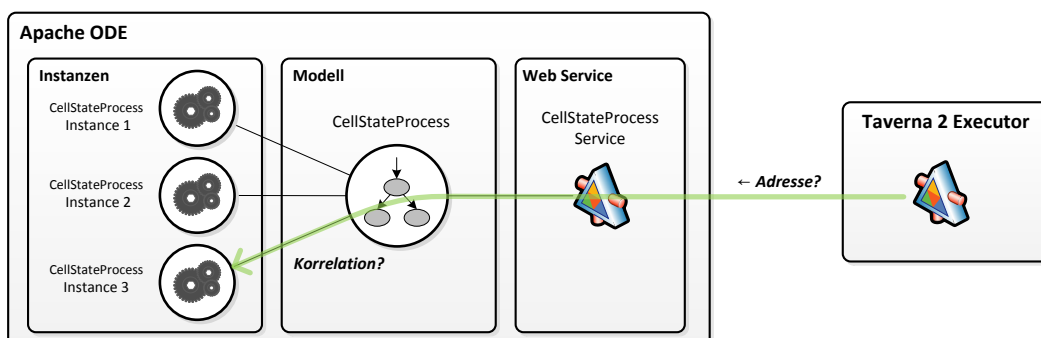 Apache ODE
Instanzen
CellStateProcess
Instance 1
CellStateProcess
Instance 2
CellStateProcess
Instance 3
Modell
CellStateProcess
Korrelation?
Web Service
CellStateProcess
Service
← Adresse?
Taverna 2 Executor